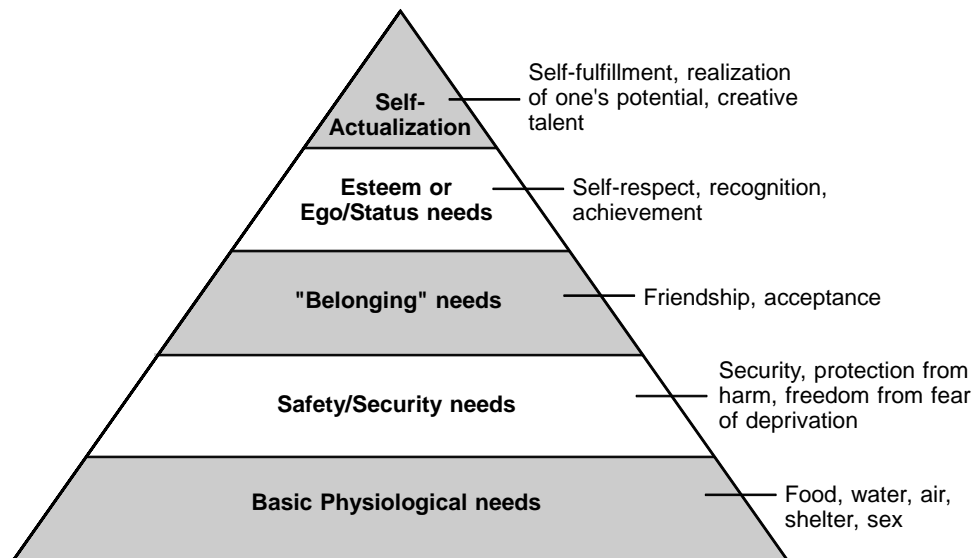 Self-
Actualization
Self-fulfillment, realization
of one's potential, creative
talent
Esteem or
Ego/Status needs
Self-respect, recognition,
achievement
"Belonging" needs
Friendship, acceptance
Safety/Security needs
Security, protection from
harm, freedom from fear
of deprivation
Basic Physiological needs
Food, water, air,
shelter, sex